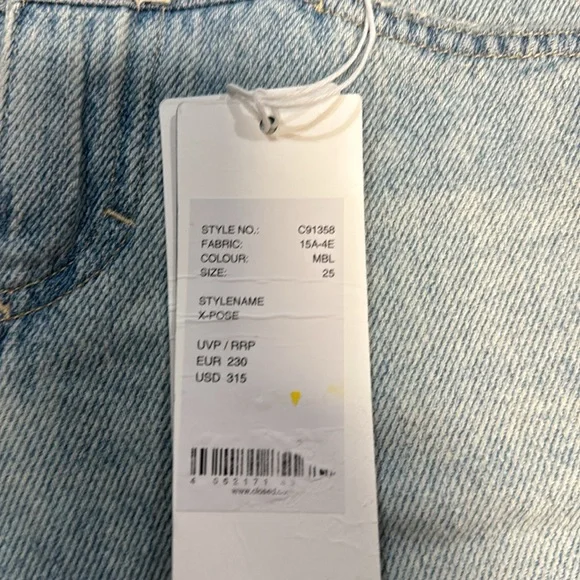 STYLE NO.: C91358
FABRIC: 15A-4E
COLOUR: MBL
SIZE: 25
STYLENAME
X-POSE
UVP / RRP
EUR 230
USD 315